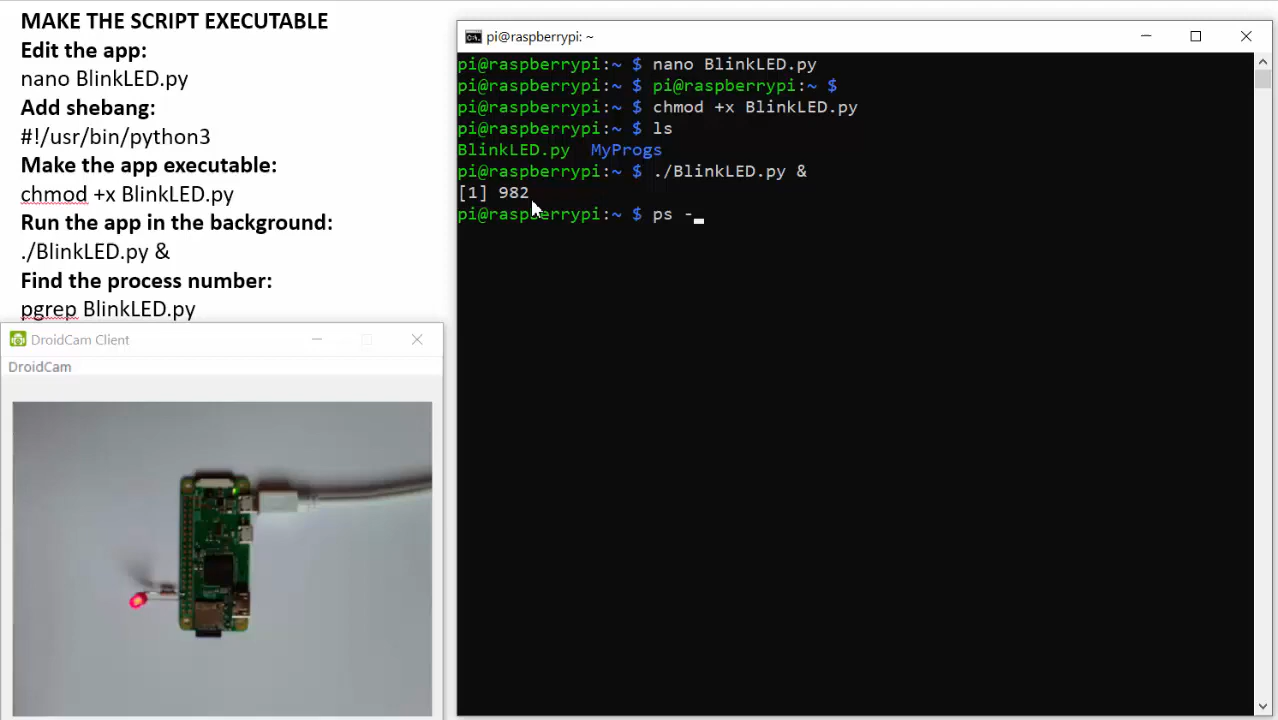 MAKE THE SCRIPT EXECUTABLE
Edit the app:
nano BlinkLED.py
Add shebang:
#!/usr/bin/python3
Make the app executable:
chmod +x BlinkLED.py
Run the app in the background:
./BlinkLED.py &
Find the process number:
pgrep BlinkLED.py
DroidCam Client
DroidCam
pi@raspberrypi: ~
pi@raspberrypi:~ $ nano BlinkLED.py
pi@raspberrypi:~ $ pi@raspberrypi:~ $
pi@raspberrypi:~ $ chmod +x BlinkLED.py
pi@raspberrypi:~ $ ls
BlinkLED.py  MyProgs
pi@raspberrypi:~ $ ./BlinkLED.py &
[1] 982
pi@raspberrypi:~ $ ps -_